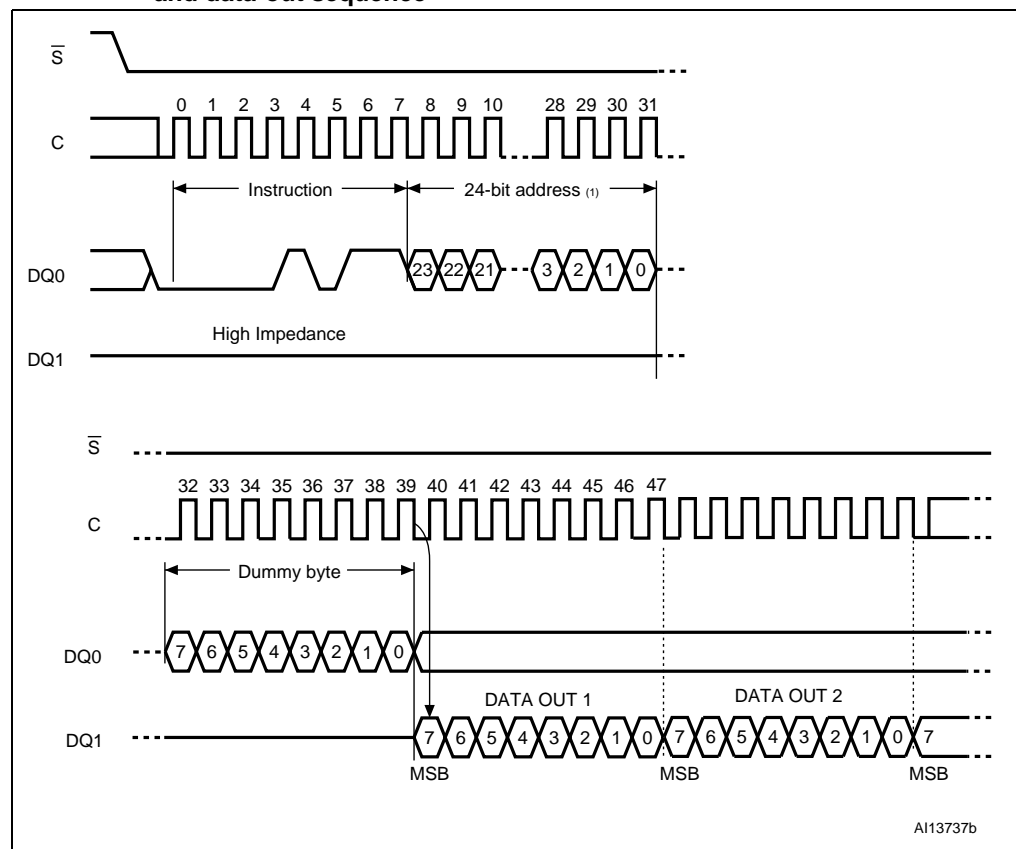 and data-out sequence
S
0 1 2 3 4 5 6 7 8 9 10 28 29 30 31
C
Instruction 24-bit address (1)
DQ0 23 22 21 3 2 1 0
High Impedance
DQ1
S
32 33 34 35 36 37 38 39 40 41 42 43 44 45 46 47
C
Dummy byte
DQ0 7 6 5 4 3 2 1 0
DATA OUT 1 DATA OUT 2
DQ1 7 6 5 4 3 2 1 0 7 6 5 4 3 2 1 0 7
MSB MSB MSB
AI13737b